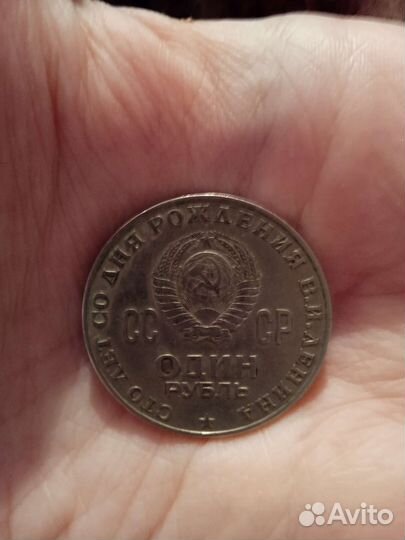 СТО ЛЕТ СО ДНЯ РОЖДЕНИЯ В.И.ЛЕНИНА
СС СР
ОДИН
РУБЛЬ
Avito